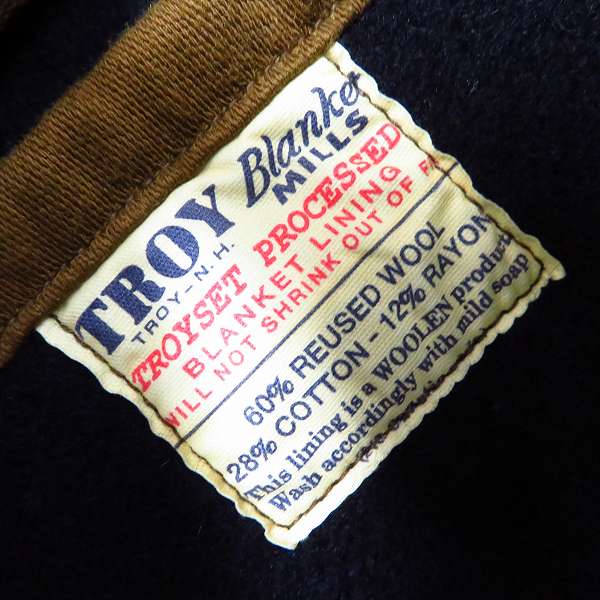 TROY Blanket MILLS
TROY-N.H.
TROYSET PROCESSED
BLANKET LINING
WILL NOT SHRINK OUT OF
60% REUSED WOOL
28% COTTON - 12% RAYON
This lining is a WOOLEN product
Wash accordingly with mild soap